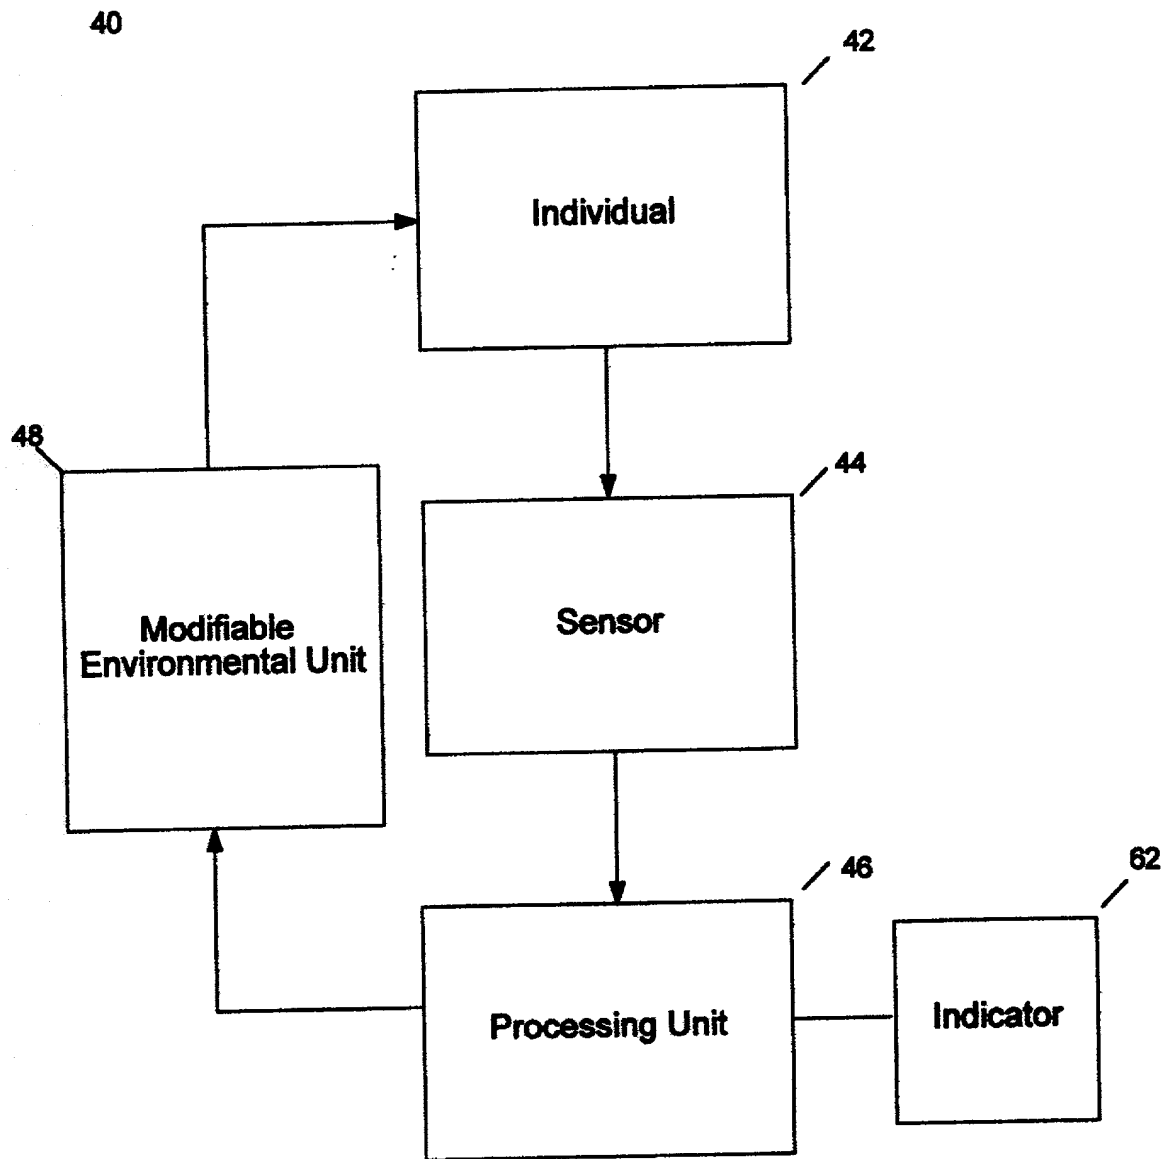 40
42
Individual
48
44
Modifiable
Environmental Unit
Sensor
46
62
Processing Unit
Indicator